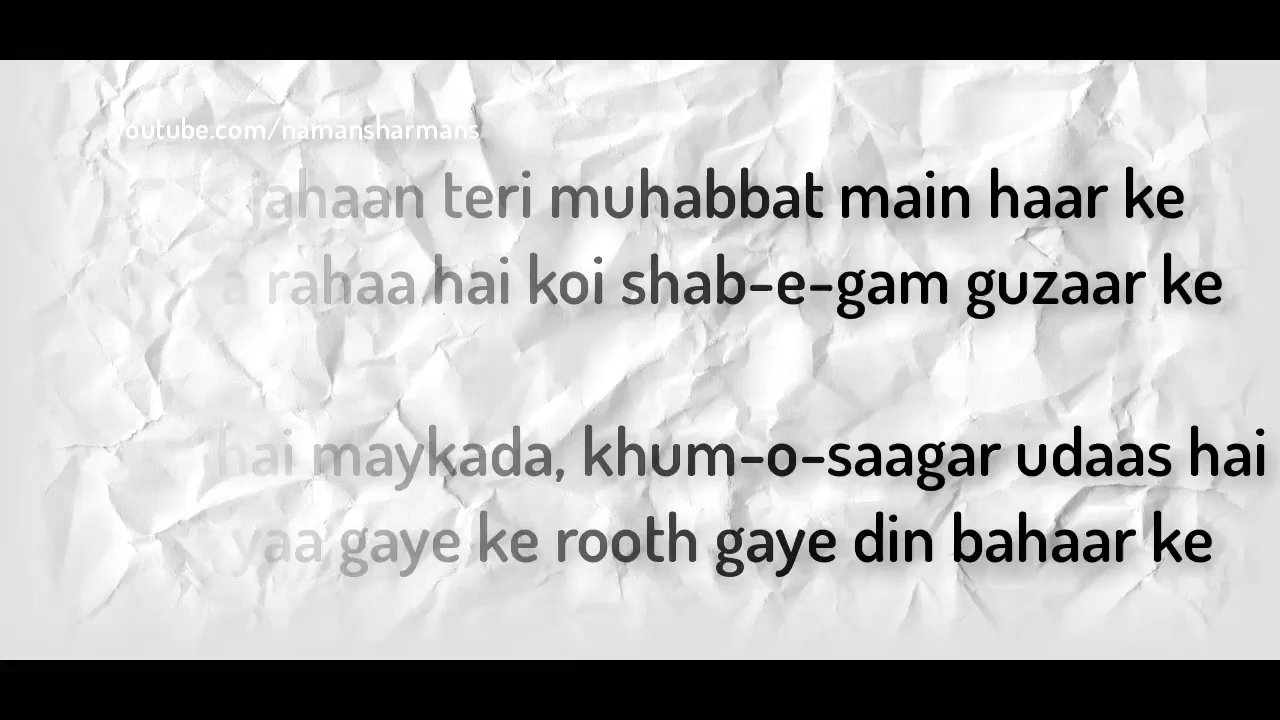 youtube.com/namansharmans
jahaan teri muhabbat main haar ke
rahaa hai koi shab-e-gam guzaar ke
hai maykada, khum-o-saagar udaas hai
yaa gaye ke rooth gaye din bahaar ke